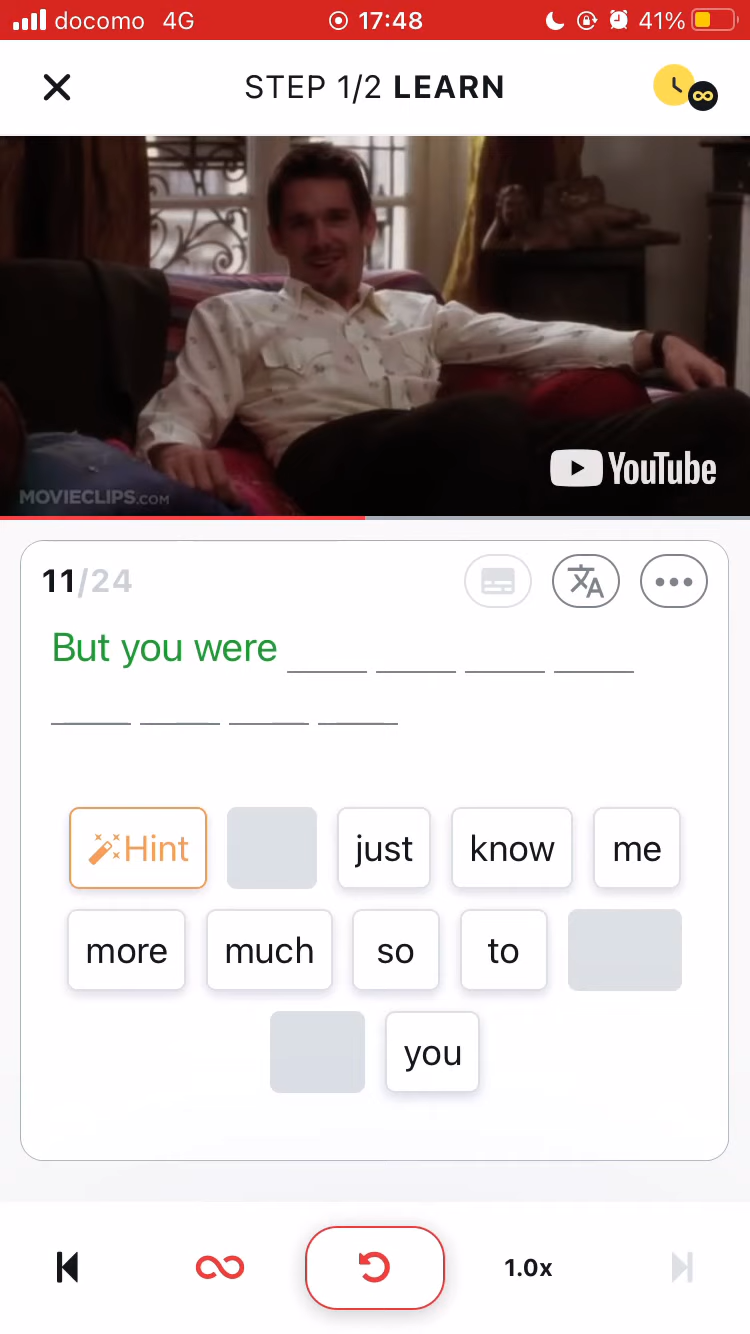 docomo 4G 17:48 41%
STEP 1/2 LEARN
YouTube
MOVIECLIPS.COM
11/24
But you were
Hint just know me
more much so to
you
1.0x